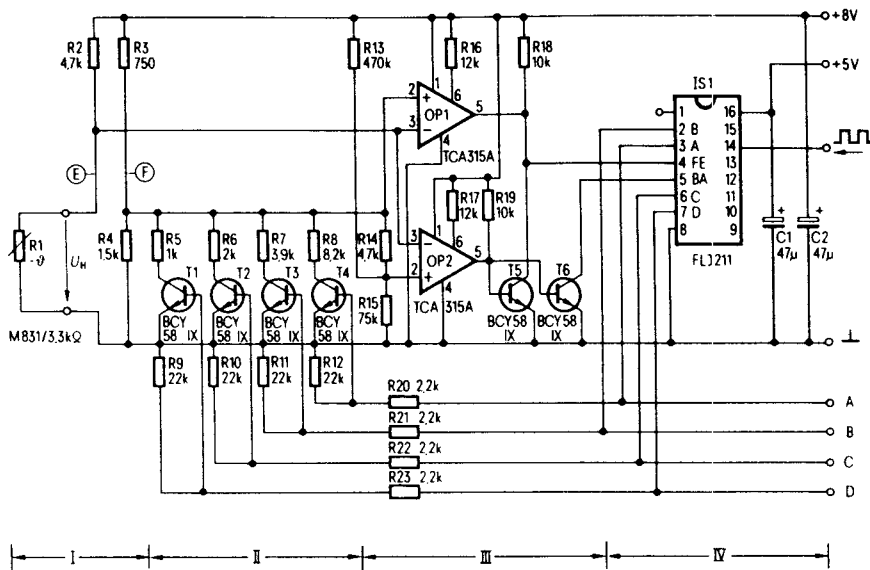 R2
4,7k
R3
750
R13
470k
R16
12k
R18
10k
+8V
+5V
IS1
2
+
1
6
5
OP1
3
−
4
TCA315A
E
F
R1
-ϑ
U_H
M831/3,3kΩ
R4
1,5k
R5
1k
R6
2k
R7
3,9k
R8
8,2k
T1
T2
T3
T4
BCY
58 IX
BCY
58 IX
BCY
58 IX
BCY
58 IX
R14
4,7k
R15
75k
R17
12k
R19
10k
3
−
1
6
5
OP2
2
+
4
TCA 315A
T5
T6
BCY58
IX
BCY58
IX
1
2 B
3 A
4 FE
5 BA
6 C
7 D
8
16
15
14
13
12
11
10
9
FLJ211
+
C1
47µ
+
C2
47µ
⊥
R9
22k
R10
22k
R11
22k
R12
22k
R20 2,2k
R21 2,2k
R22 2,2k
R23 2,2k
A
B
C
D
I
II
III
IV